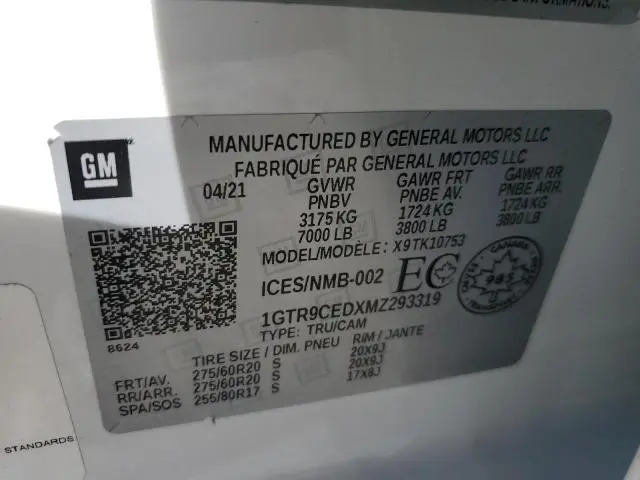 INFORMATIONS.
GM
MANUFACTURED BY GENERAL MOTORS LLC
FABRIQUÉ PAR GENERAL MOTORS LLC
04/21 GVWR GAWR FRT GAWR RR
PNBV PNBE AV. PNBE ARR.
3175 KG 1724 KG 1724 KG
7000 LB 3800 LB 3800 LB
MODEL/MODÈLE: X9TK10753
ICES/NMB-002 EC
CANADA
1GTR9CEDXMZ293319
TYPE: TRU/CAM
8624
TIRE SIZE / DIM. PNEU RIM / JANTE
FRT/AV. 275/60R20 S 20X9J
RR/ARR. 275/60R20 S 20X9J
SPA/SOS 255/80R17 S 17X8J
STANDARDS